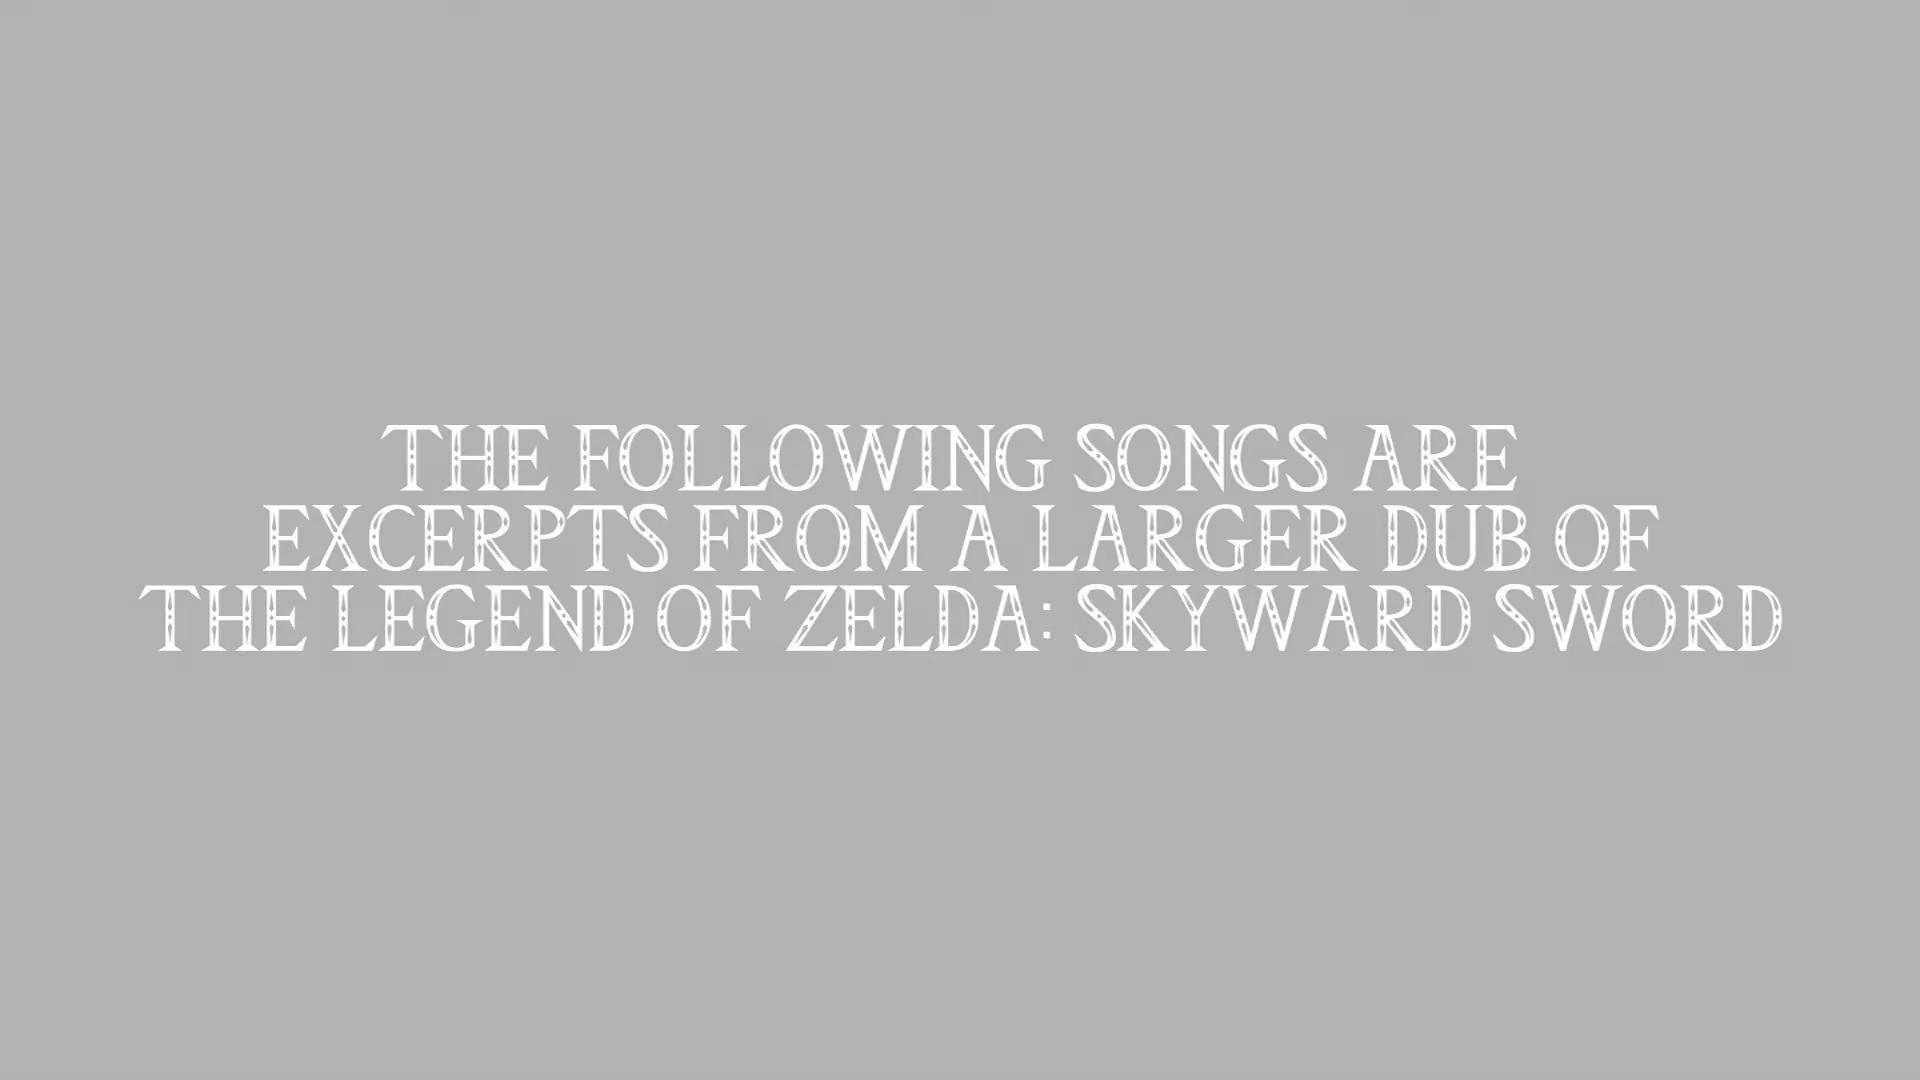 THE FOLLOWING SONGS ARE
EXCERPTS FROM A LARGER DUB OF
THE LEGEND OF ZELDA: SKYWARD SWORD